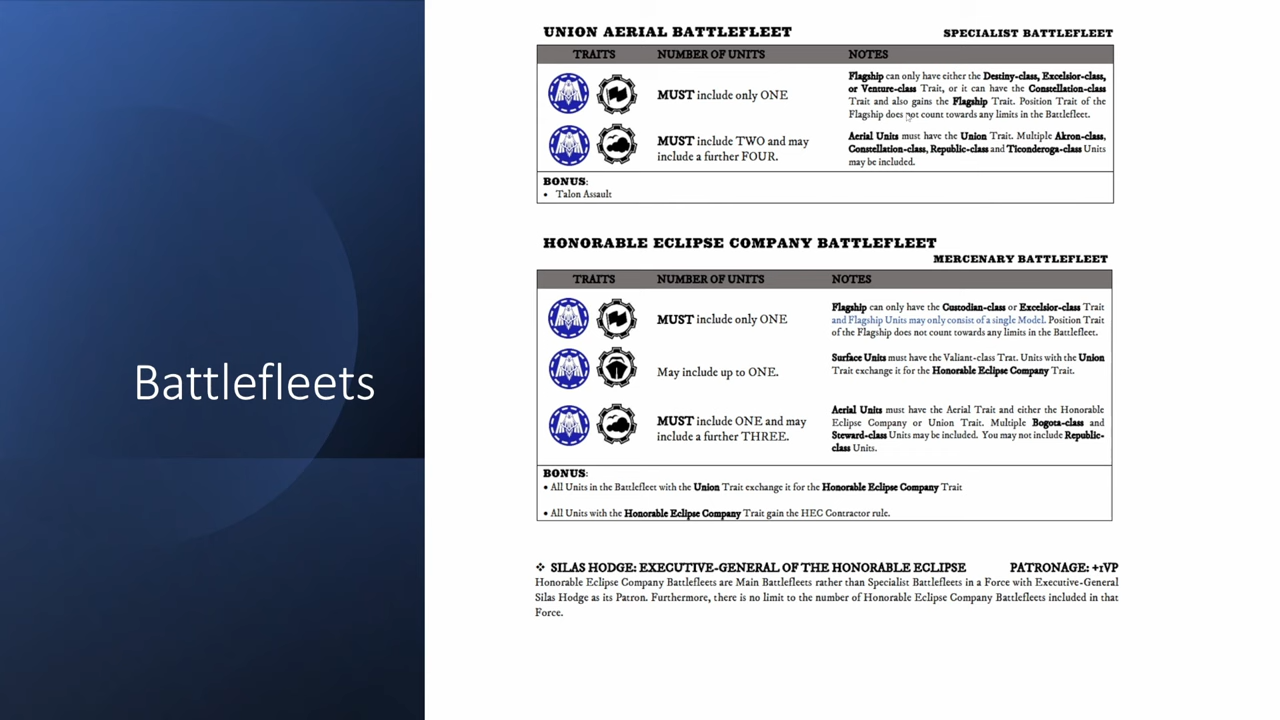 Battlefleets
UNION AERIAL BATTLEFLEET
SPECIALIST BATTLEFLEET
TRAITS NUMBER OF UNITS NOTES
MUST include only ONE
Flagship can only have either the Destiny-class, Excelsior-class,
or Venture-class Trait, or it can have the Constellation-class
Trait and also gains the Flagship Trait. Position Trait of the
Flagship does not count towards any limits in the Battlefleet.
MUST include TWO and may
include a further FOUR.
Aerial Units must have the Union Trait. Multiple Akron-class,
Constellation-class, Republic-class and Ticonderoga-class Units
may be included.
BONUS:
• Talon Assault
HONORABLE ECLIPSE COMPANY BATTLEFLEET
MERCENARY BATTLEFLEET
TRAITS NUMBER OF UNITS NOTES
MUST include only ONE
Flagship can only have the Custodian-class or Excelsior-class Trait
and Flagship Units may only consist of a single Model. Position Trait
of the Flagship does not count towards any limits in the Battlefleet.
May include up to ONE.
Surface Units must have the Valiant-class Trat. Units with the Union
Trait exchange it for the Honorable Eclipse Company Trait.
MUST include ONE and may
include a further THREE.
Aerial Units must have the Aerial Trait and either the Honorable
Eclipse Company or Union Trait. Multiple Bogota-class and
Steward-class Units may be included. You may not include Republic-
class Units.
BONUS:
• All Units in the Battlefleet with the Union Trait exchange it for the Honorable Eclipse Company Trait
• All Units with the Honorable Eclipse Company Trait gain the HEC Contractor rule.
❖ SILAS HODGE: EXECUTIVE-GENERAL OF THE HONORABLE ECLIPSE PATRONAGE: +1VP
Honorable Eclipse Company Battlefleets are Main Battlefleets rather than Specialist Battlefleets in a Force with Executive-General
Silas Hodge as its Patron. Furthermore, there is no limit to the number of Honorable Eclipse Company Battlefleets included in that
Force.